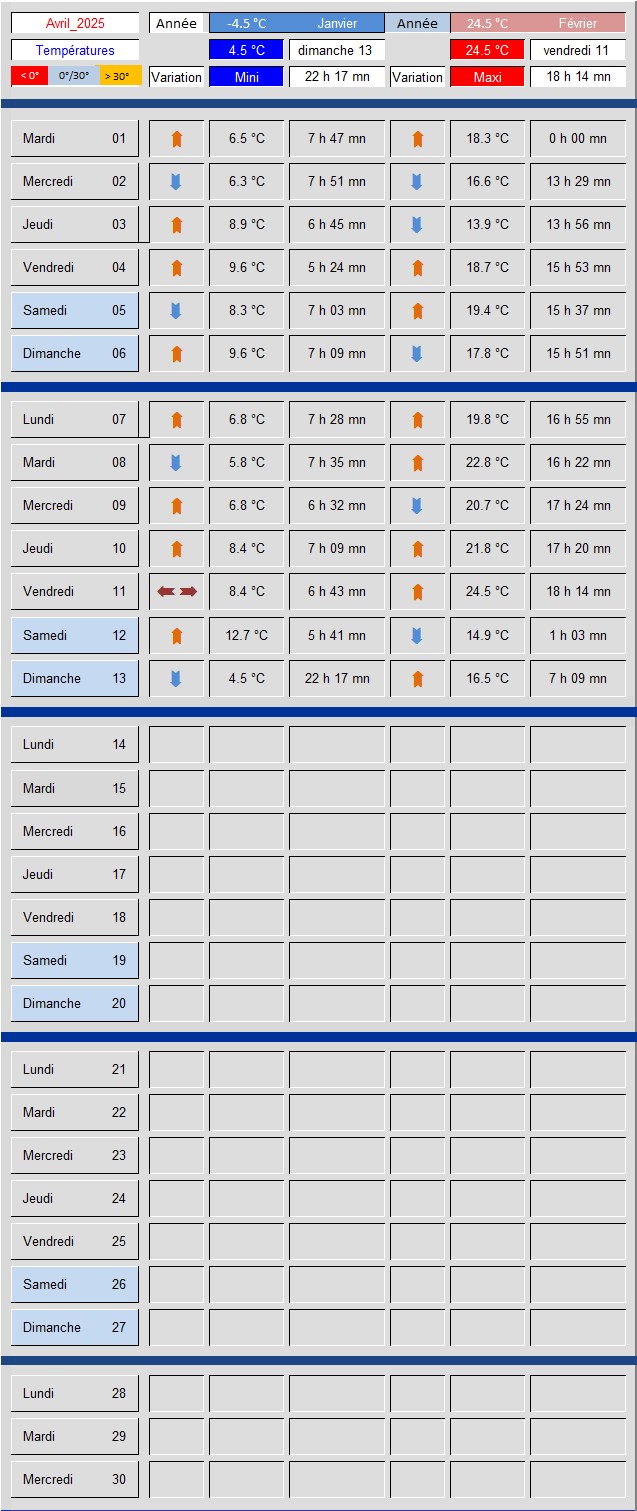 Avril_2025 Année -4.5 °C Janvier Année 24.5 °C Février
Températures 4.5 °C dimanche 13 24.5 °C vendredi 11
< 0° 0°/30° > 30° Variation Mini 22 h 17 mn Variation Maxi 18 h 14 mn
Mardi 01 6.5 °C 7 h 47 mn 18.3 °C 0 h 00 mn
Mercredi 02 6.3 °C 7 h 51 mn 16.6 °C 13 h 29 mn
Jeudi 03 8.9 °C 6 h 45 mn 13.9 °C 13 h 56 mn
Vendredi 04 9.6 °C 5 h 24 mn 18.7 °C 15 h 53 mn
Samedi 05 8.3 °C 7 h 03 mn 19.4 °C 15 h 37 mn
Dimanche 06 9.6 °C 7 h 09 mn 17.8 °C 15 h 51 mn
Lundi 07 6.8 °C 7 h 28 mn 19.8 °C 16 h 55 mn
Mardi 08 5.8 °C 7 h 35 mn 22.8 °C 16 h 22 mn
Mercredi 09 6.8 °C 6 h 32 mn 20.7 °C 17 h 24 mn
Jeudi 10 8.4 °C 7 h 09 mn 21.8 °C 17 h 20 mn
Vendredi 11 8.4 °C 6 h 43 mn 24.5 °C 18 h 14 mn
Samedi 12 12.7 °C 5 h 41 mn 14.9 °C 1 h 03 mn
Dimanche 13 4.5 °C 22 h 17 mn 16.5 °C 7 h 09 mn
Lundi 14
Mardi 15
Mercredi 16
Jeudi 17
Vendredi 18
Samedi 19
Dimanche 20
Lundi 21
Mardi 22
Mercredi 23
Jeudi 24
Vendredi 25
Samedi 26
Dimanche 27
Lundi 28
Mardi 29
Mercredi 30